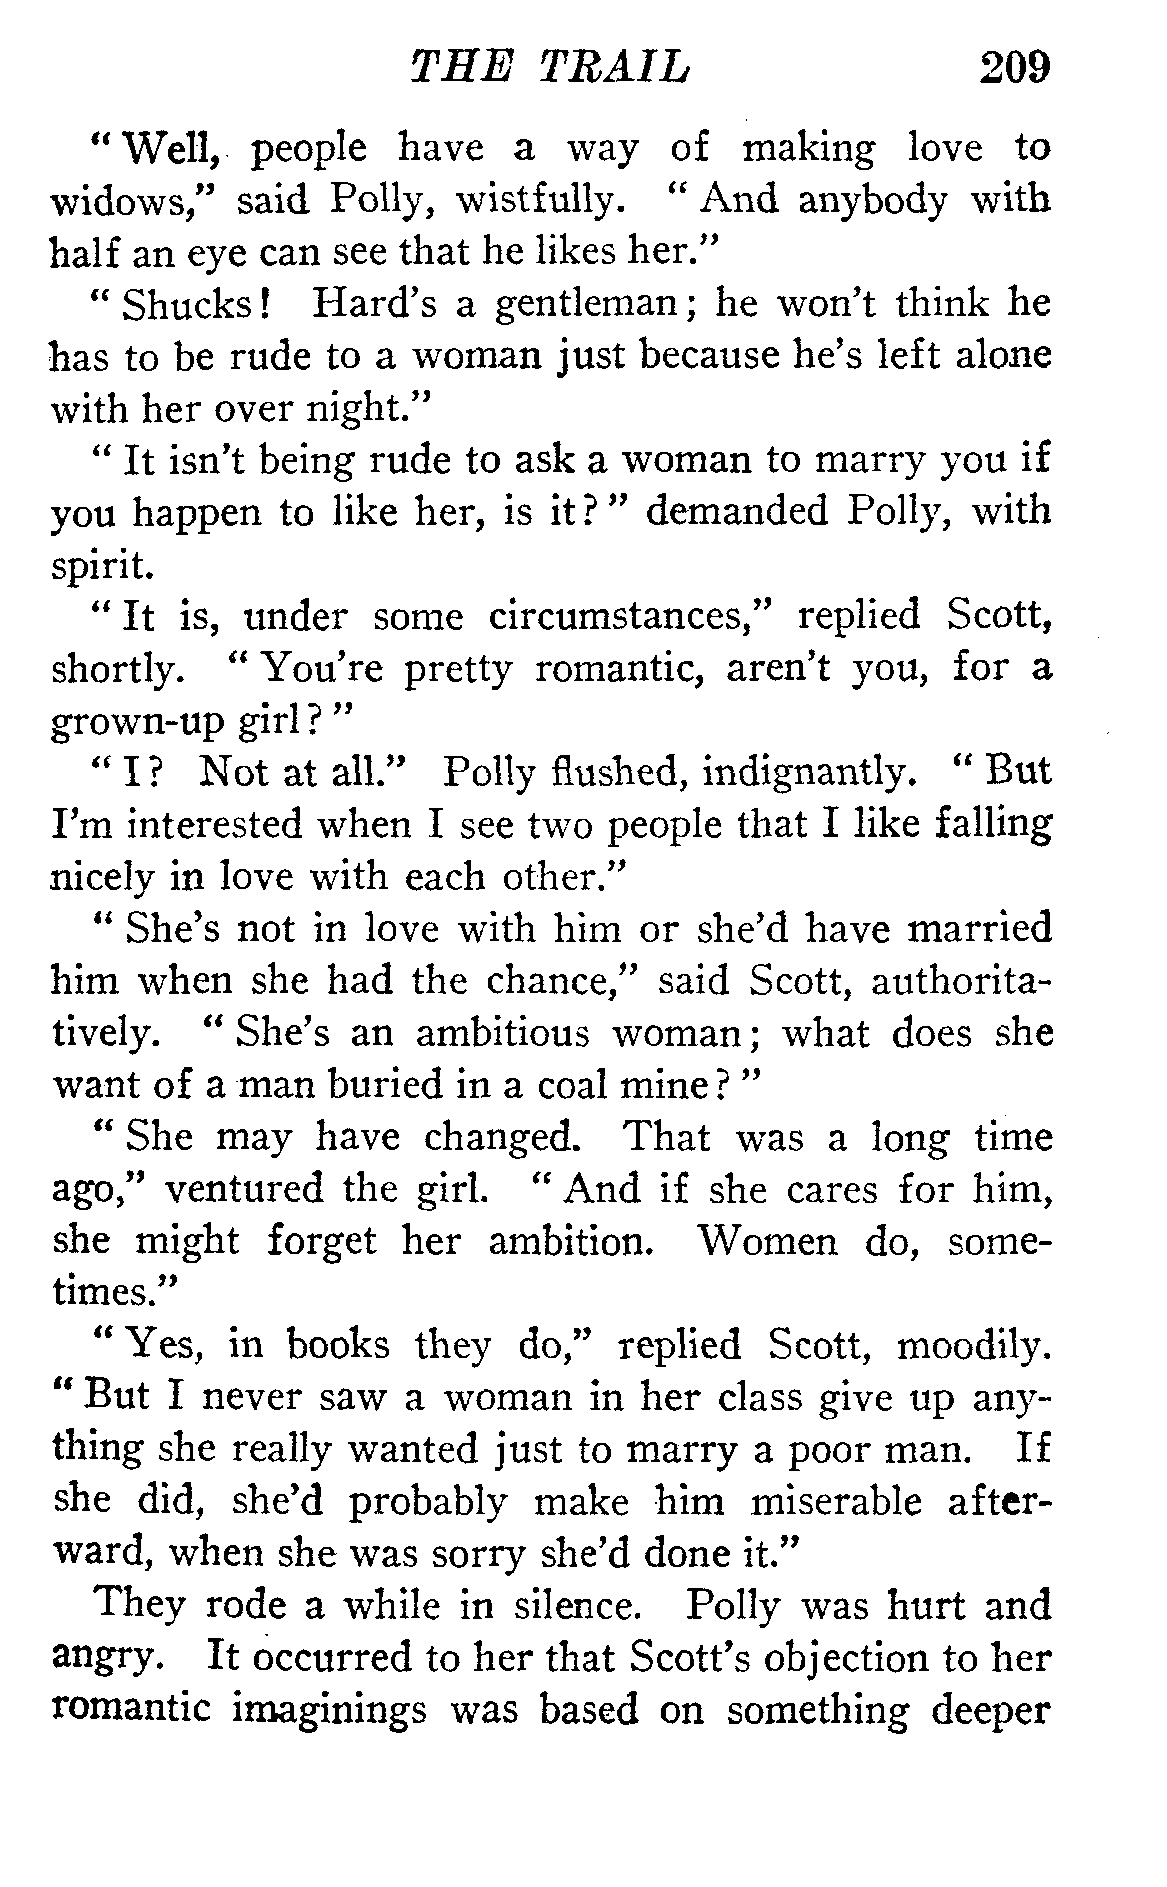 THE TRAIL 209
" Well, people have a way of making love to
widows," said Polly, wistfully. " And anybody with
half an eye can see that he likes her."
" Shucks! Hard's a gentleman; he won't think he
has to be rude to a woman just because he's left alone
with her over night."
" It isn't being rude to ask a woman to marry you if
you happen to like her, is it? " demanded Polly, with
spirit.
" It is, under some circumstances," replied Scott,
shortly. " You're pretty romantic, aren't you, for a
grown-up girl? "
" I? Not at all." Polly flushed, indignantly. " But
I'm interested when I see two people that I like falling
nicely in love with each other."
" She's not in love with him or she'd have married
him when she had the chance," said Scott, authorita-
tively. " She's an ambitious woman; what does she
want of a man buried in a coal mine? "
" She may have changed. That was a long time
ago," ventured the girl. " And if she cares for him,
she might forget her ambition. Women do, some-
times."
" Yes, in books they do," replied Scott, moodily.
" But I never saw a woman in her class give up any-
thing she really wanted just to marry a poor man. If
she did, she'd probably make him miserable after-
ward, when she was sorry she'd done it."
They rode a while in silence. Polly was hurt and
angry. It occurred to her that Scott's objection to her
romantic imaginings was based on something deeper